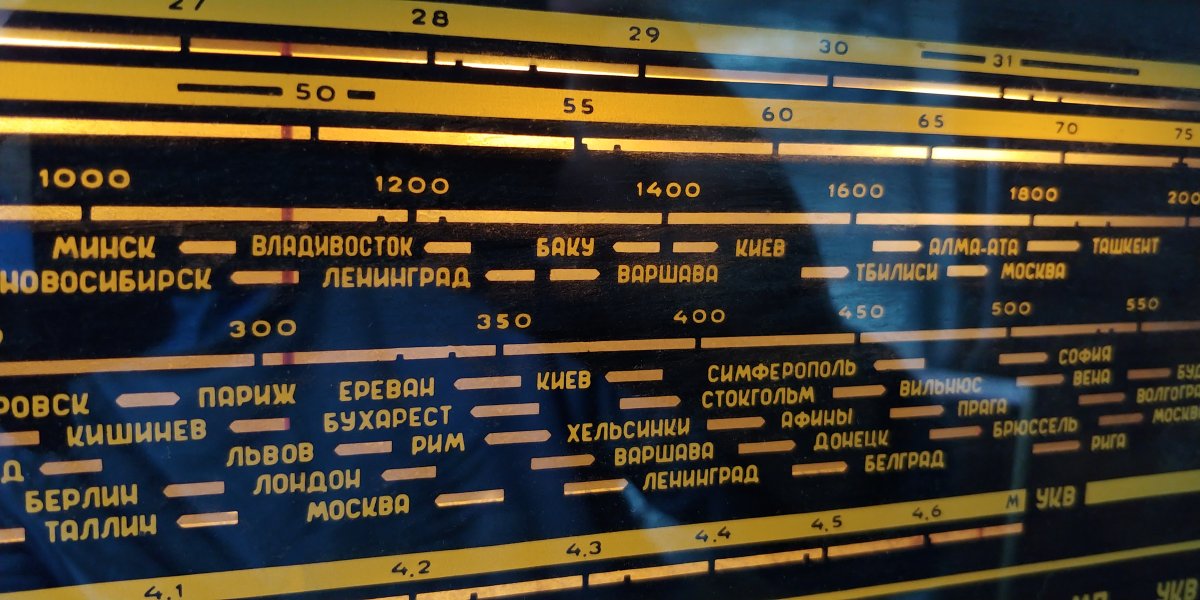 27 28 29 30 31
50 55 60 65 70 75
1000 1200 1400 1600 1800
МИНСК ВЛАДИВОСТОК БАКУ КИЕВ АЛМА-АТА ТАШКЕНТ
НОВОСИБИРСК ЛЕНИНГРАД ВАРШАВА ТБИЛИСИ МОСКВА
300 350 400 450 500 550
ПАРИЖ ЕРЕВАН КИЕВ СИМФЕРОПОЛЬ СОФИЯ
КИШИНЕВ БУХАРЕСТ СТОКГОЛЬМ ВИЛЬНЮС ВЕНА
ЛЬВОВ РИМ ХЕЛЬСИНКИ АФИНЫ ПРАГА
БЕРЛИН ЛОНДОН ВАРШАВА ДОНЕЦК БРЮССЕЛЬ
ТАЛЛИН МОСКВА ЛЕНИНГРАД БЕЛГРАД РИГА
4.1 4.2 4.3 4.4 4.5 4.6 М УКВ
УКВ